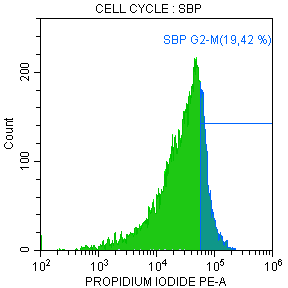 CELL CYCLE : SBP
SBP G2-M(19,42 %)
200
100
0
Count
10² 10³ 10⁴ 10⁵ 10⁶
PROPIDIUM IODIDE PE-A